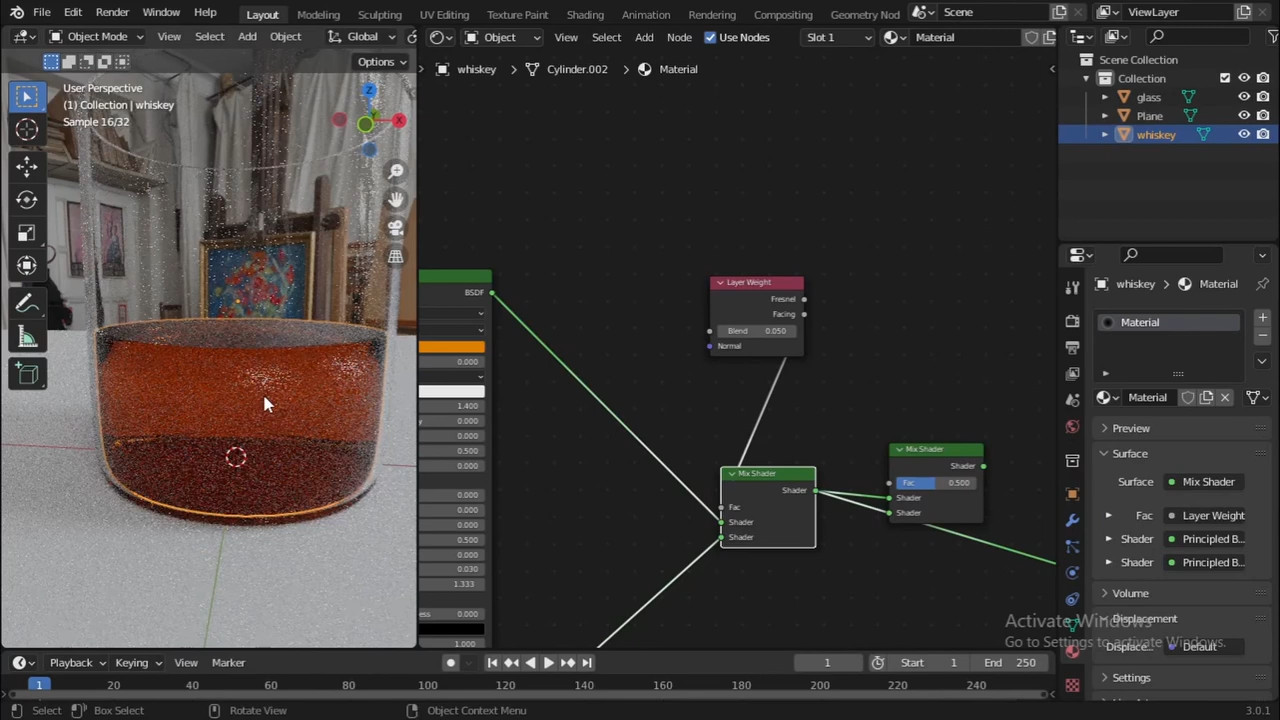 File Edit Render Window Help Layout Modeling Sculpting UV Editing Texture Paint Shading Animation Rendering Compositing Geometry Nod Scene ViewLayer
Object Mode View Select Add Object Global Object View Select Add Node Use Nodes Slot 1 Material
Options
whiskey Cylinder.002 Material
User Perspective
(1) Collection | whiskey
Sample 16/32
Z
Y
X
Scene Collection
Collection
glass
Plane
whiskey
BSDF
0.000
1.400
0.000
0.000
0.500
0.000
0.000
0.000
0.000
0.500
0.000
0.030
1.333
0.000
1.000
Layer Weight
Fresnel
Facing
Blend 0.050
Normal
Mix Shader
Shader
Fac
Shader
Shader
Mix Shader
Shader
Fac 0.500
Shader
Shader
whiskey Material
Material
Material
Preview
Surface
Surface Mix Shader
Fac Layer Weight
Shader Principled B...
Shader Principled B...
Volume
Displacement
Displace... Default
Settings
Activate Windows
Go to Settings to activate Windows.
Playback Keying View Marker 1 Start 1 End 250
1 20 40 60 80 100 120 140 160 180 200 220 240
Select Box Select Rotate View Object Context Menu 3.0.1